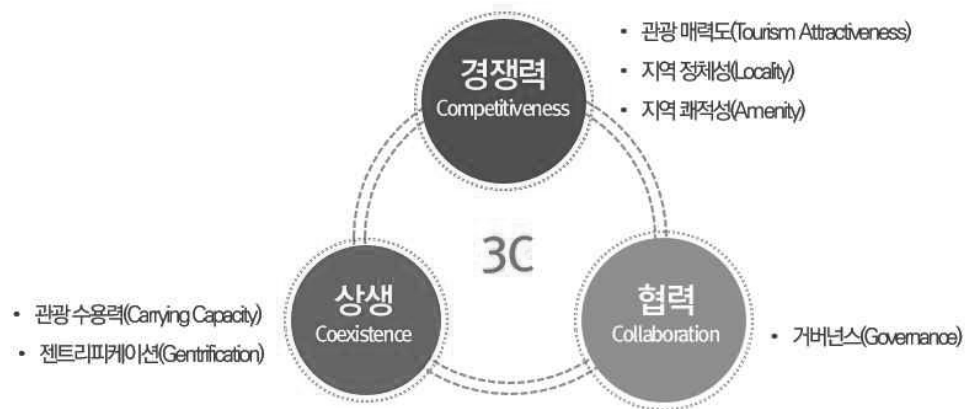 경쟁력
Competitiveness
• 관광 매력도(Tourism Attractiveness)
• 지역 정체성(Locality)
• 지역 쾌적성(Amenity)
3C
상생
Coexistence
• 관광 수용력(Carrying Capacity)
• 젠트리피케이션(Gentrification)
협력
Collaboration
• 거버넌스(Governance)